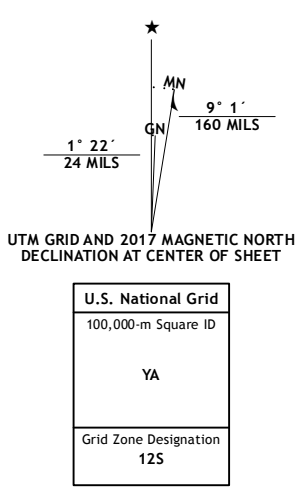 MN
GN
9° 1´
160 MILS
1° 22´
24 MILS
UTM GRID AND 2017 MAGNETIC NORTH
DECLINATION AT CENTER OF SHEET
U.S. National Grid
100,000-m Square ID
YA
Grid Zone Designation
12S